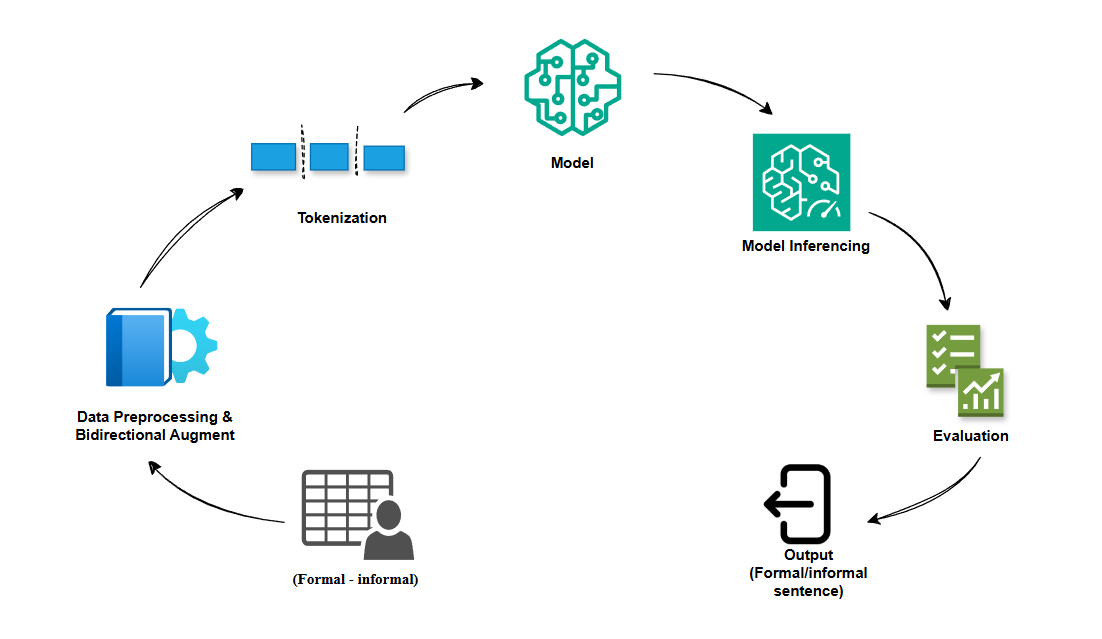 Model
Model Inferencing
Tokenization
Data Preprocessing &
Bidirectional Augment
Evaluation
(Formal - informal)
Output
(Formal/informal
sentence)